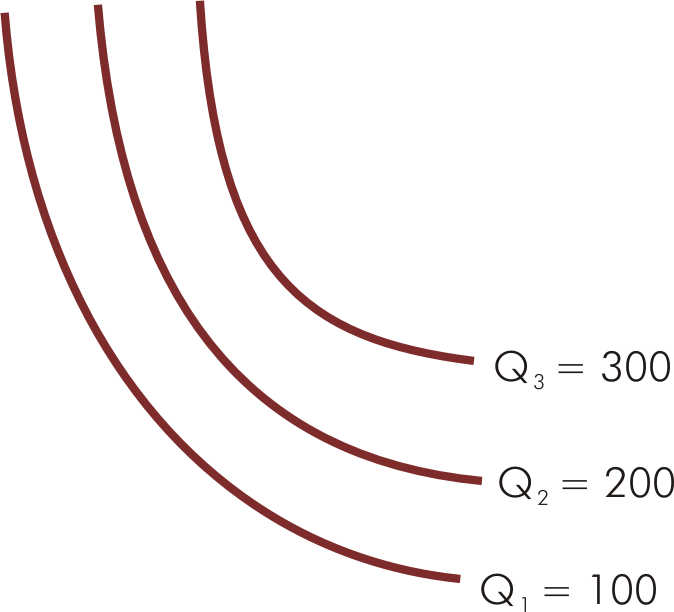 Q₃ = 300
Q₂ = 200
Q₁ = 100